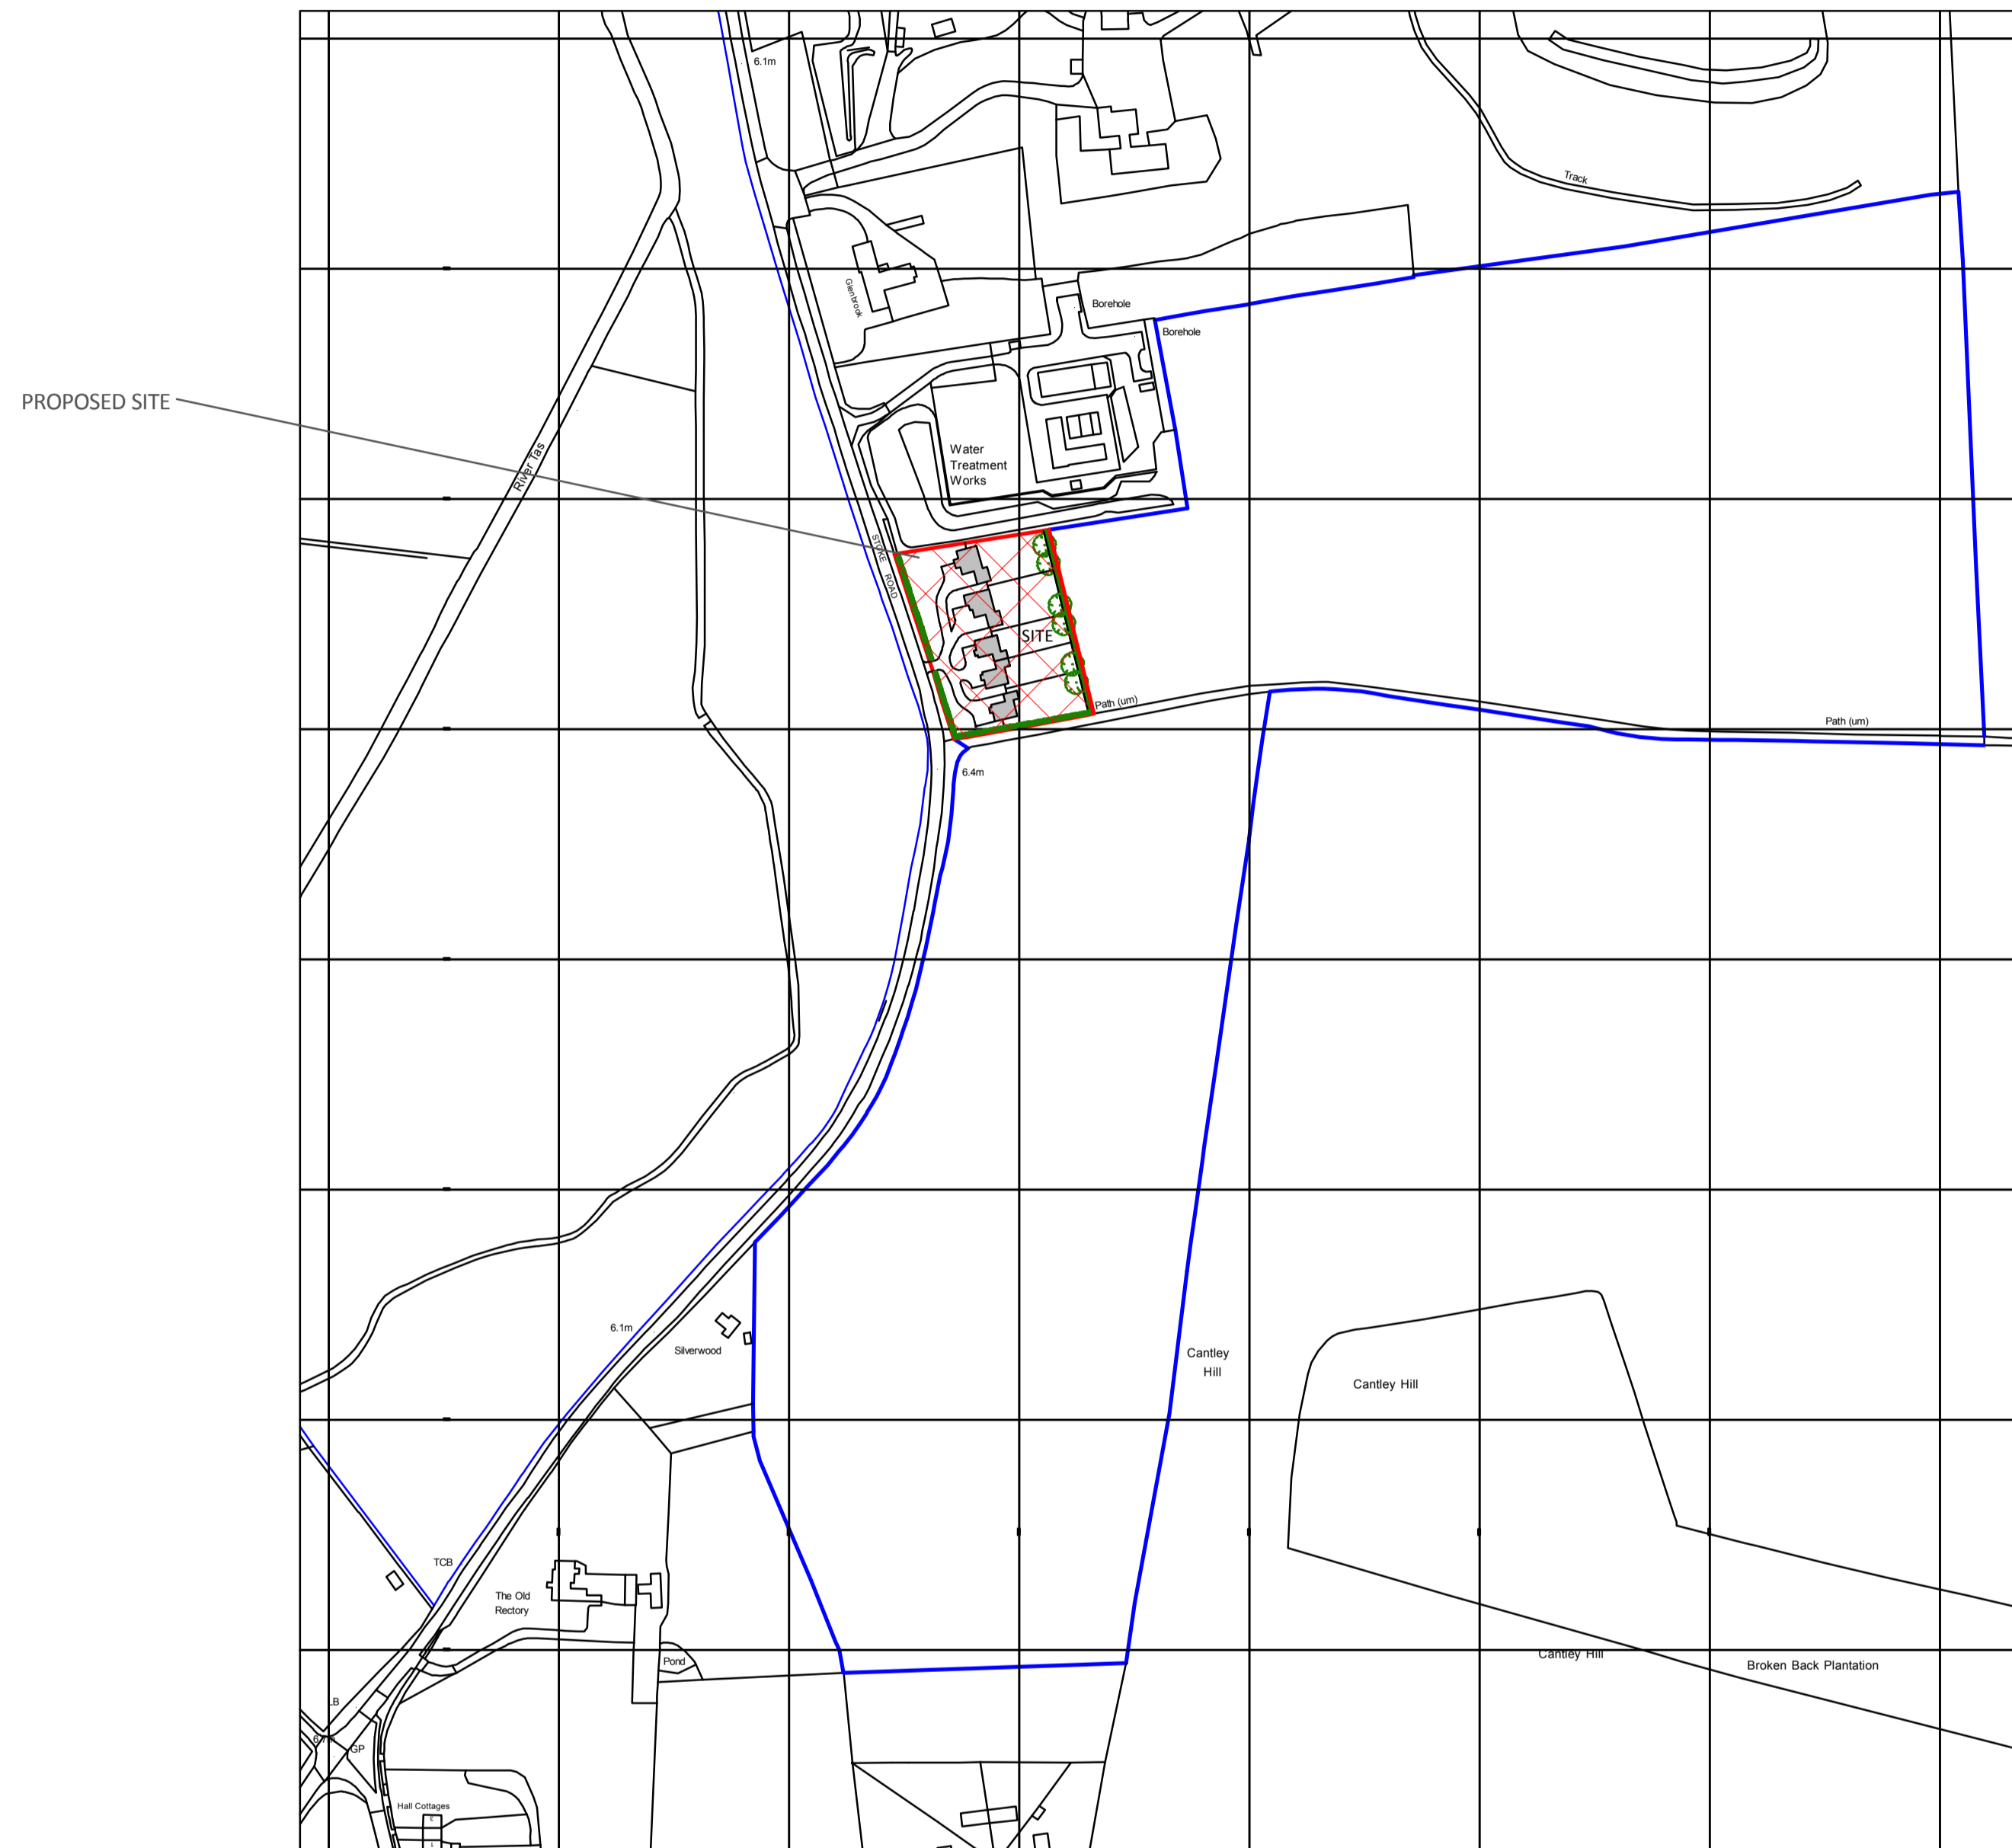 6.1m
Track
Glenbrook
Borehole
Borehole
PROPOSED SITE
River Tas
Water
Treatment
Works
STOKE ROAD
SITE
Path (um)
Path (um)
6.4m
6.1m
Silverwood
Cantley
Hill
Cantley Hill
TCB
The Old
Rectory
Pond
Cantley Hill
Broken Back Plantation
LB
GP
Hall Cottages